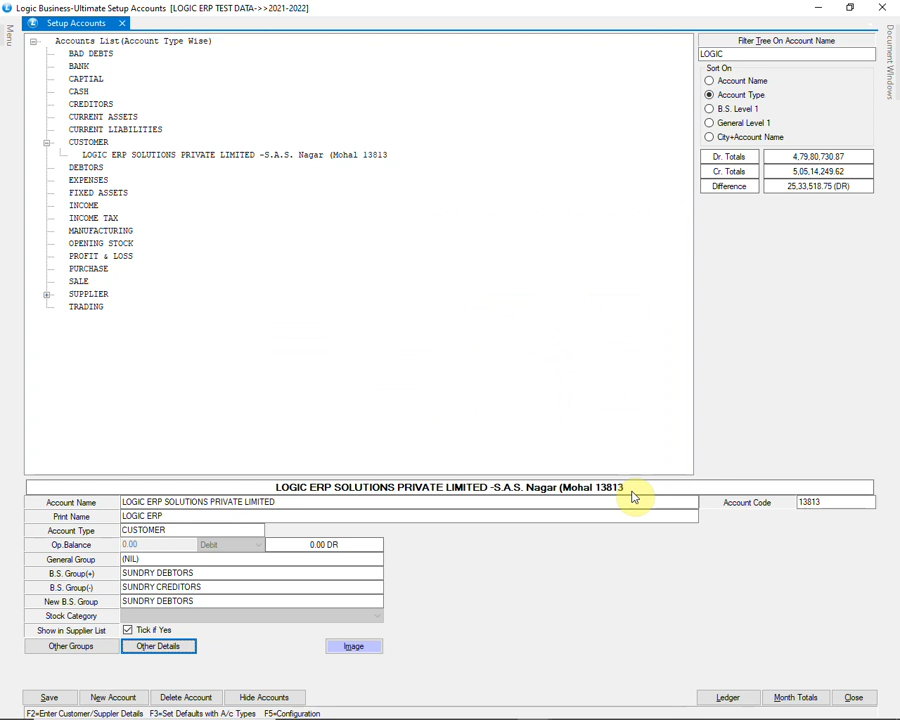 Logic Business-Ultimate Setup Accounts [LOGIC ERP TEST DATA->>2021-2022]
Menu
Setup Accounts
Document Windows
Accounts List(Account Type Wise)
BAD DEBTS
BANK
CAPTIAL
CASH
CREDITORS
CURRENT ASSETS
CURRENT LIABILITIES
CUSTOMER
LOGIC ERP SOLUTIONS PRIVATE LIMITED -S.A.S. Nagar (Mohal 13813
DEBTORS
EXPENSES
FIXED ASSETS
INCOME
INCOME TAX
MANUFACTURING
OPENING STOCK
PROFIT & LOSS
PURCHASE
SALE
SUPPLIER
TRADING
Filter Tree On Account Name
LOGIC
Sort On
Account Name
Account Type
B.S. Level 1
General Level 1
City+Account Name
Dr. Totals 4,79,80,730.87
Cr. Totals 5,05,14,249.62
Difference 25,33,518.75 (DR)
LOGIC ERP SOLUTIONS PRIVATE LIMITED -S.A.S. Nagar (Mohal 13813
Account Name LOGIC ERP SOLUTIONS PRIVATE LIMITED Account Code 13813
Print Name LOGIC ERP
Account Type CUSTOMER
Op.Balance 0.00 Debit 0.00 DR
General Group (NIL)
B.S. Group(+) SUNDRY DEBTORS
B.S. Group(-) SUNDRY CREDITORS
New B.S. Group SUNDRY DEBTORS
Stock Category
Show in Supplier List Tick if Yes
Other Groups Other Details Image
Save New Account Delete Account Hide Accounts Ledger Month Totals Close
F2=Enter Customer/Suppler Details F3=Set Defaults with A/c Types F5=Configuration